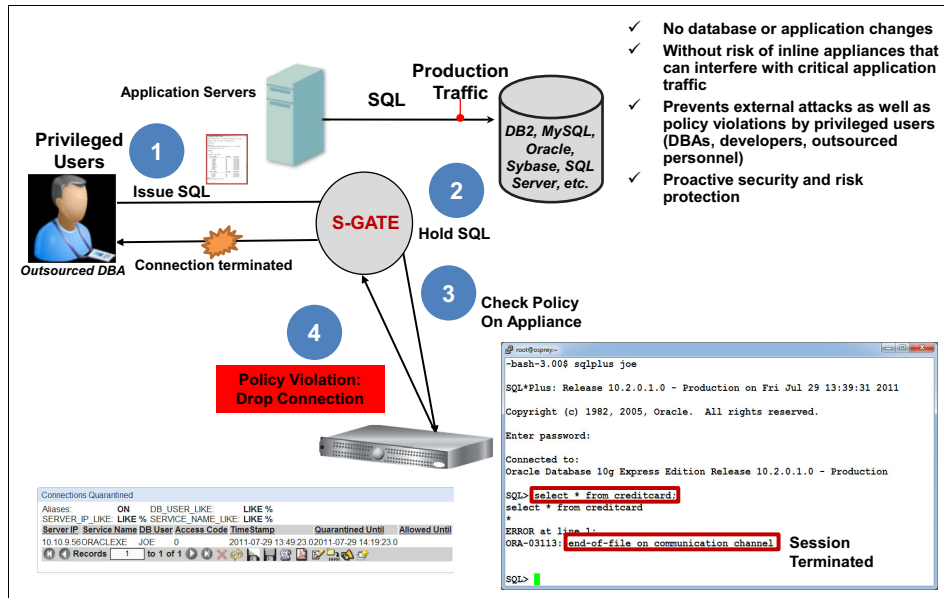 ✓ No database or application changes
✓ Without risk of inline appliances that
can interfere with critical application
traffic
✓ Prevents external attacks as well as
policy violations by privileged users
(DBAs, developers, outsourced
personnel)
✓ Proactive security and risk
protection
Application Servers
SQL
Production
Traffic
DB2, MySQL,
Oracle,
Sybase, SQL
Server, etc.
Privileged
Users
1
Issue SQL
Outsourced DBA
Connection terminated
S-GATE
2
Hold SQL
3
Check Policy
On Appliance
4
Policy Violation:
Drop Connection
Connections Quarantined
Aliases: ON DB_USER_LIKE: LIKE %
SERVER_IP_LIKE: LIKE % SERVICE_NAME_LIKE: LIKE %
Server IP Service Name DB User Access Code TimeStamp Quarantined Until Allowed Until
10.10.9.56 ORACLEXE JOE 0 2011-07-29 13:49:23.0 2011-07-29 14:19:23.0
Records 1 to 1 of 1
root@osprey:~
-bash-3.00$ sqlplus joe
SQL*Plus: Release 10.2.0.1.0 - Production on Fri Jul 29 13:39:31 2011
Copyright (c) 1982, 2005, Oracle. All rights reserved.
Enter password:
Connected to:
Oracle Database 10g Express Edition Release 10.2.0.1.0 - Production
SQL> select * from creditcard;
select * from creditcard
*
ERROR at line 1:
ORA-03113: end-of-file on communication channel
SQL>
Session
Terminated